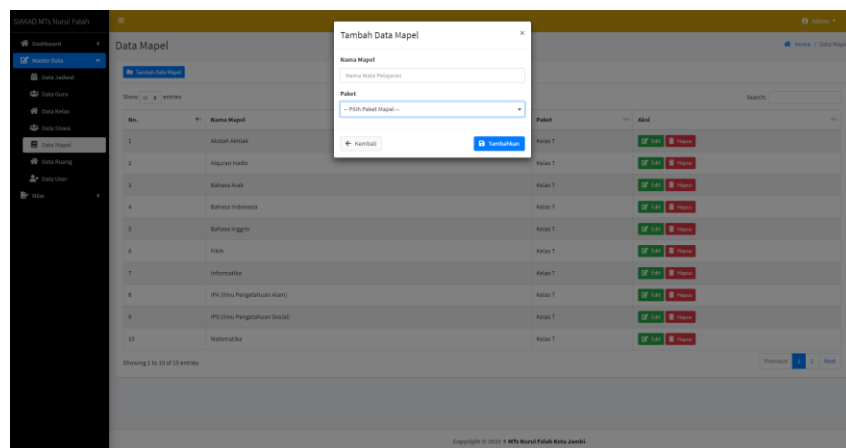 SIAKAD MTs Nurul Falah
Admin
Dashboard
Master Data
Data Jadwal
Data Guru
Data Kelas
Data Siswa
Data Mapel
Data Ruang
Data User
Nilai
Data Mapel
Home / Data Mape
Tambah Data Mapel
Show entries
Search:
No. Nama Mapel Paket Aksi
1 Akidah Akhlak Kelas 7 Edit Hapus
2 Alquran Hadis Kelas 7 Edit Hapus
3 Bahasa Arab Kelas 7 Edit Hapus
4 Bahasa Indonesia Kelas 7 Edit Hapus
5 Bahasa Inggris Kelas 7 Edit Hapus
6 Fikih Kelas 7 Edit Hapus
7 Informatika Kelas 7 Edit Hapus
8 IPA (Ilmu Pengetahuan Alam) Kelas 7 Edit Hapus
9 IPS (Ilmu Pengetahuan Sosial) Kelas 7 Edit Hapus
10 Matematika Kelas 7 Edit Hapus
Showing 1 to 10 of 15 entries
Previous 1 2 Next
Tambah Data Mapel ×
Nama Mapel
Nama Mata Pelajaran
Paket
-- Pilih Paket Mapel --
Kembali
Tambahkan
MTs Nurul Falah Kota Jambi.